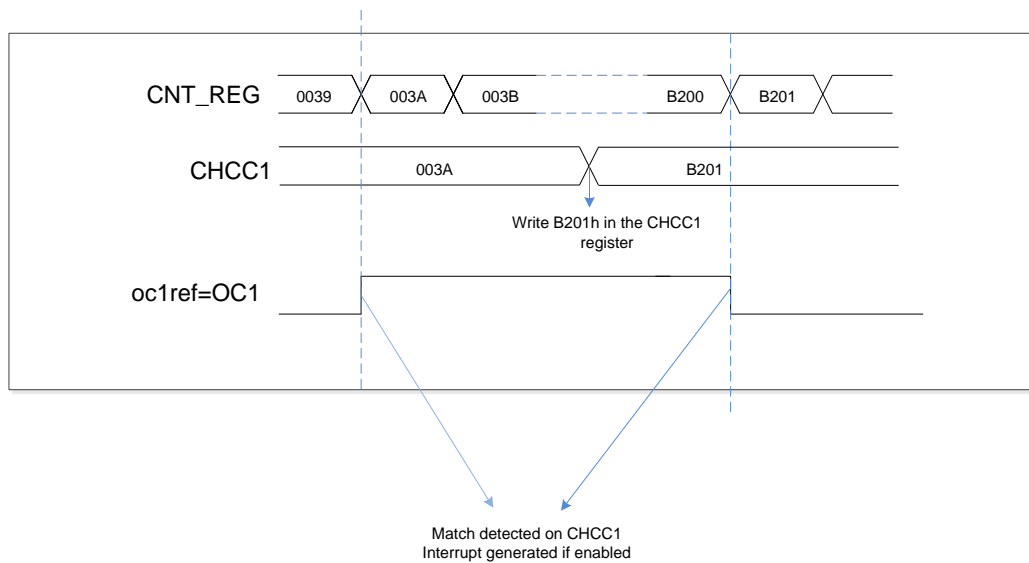 CNT_REG 0039 003A 003B B200 B201
CHCC1 003A B201
Write B201h in the CHCC1
register
oc1ref=OC1
Match detected on CHCC1
Interrupt generated if enabled